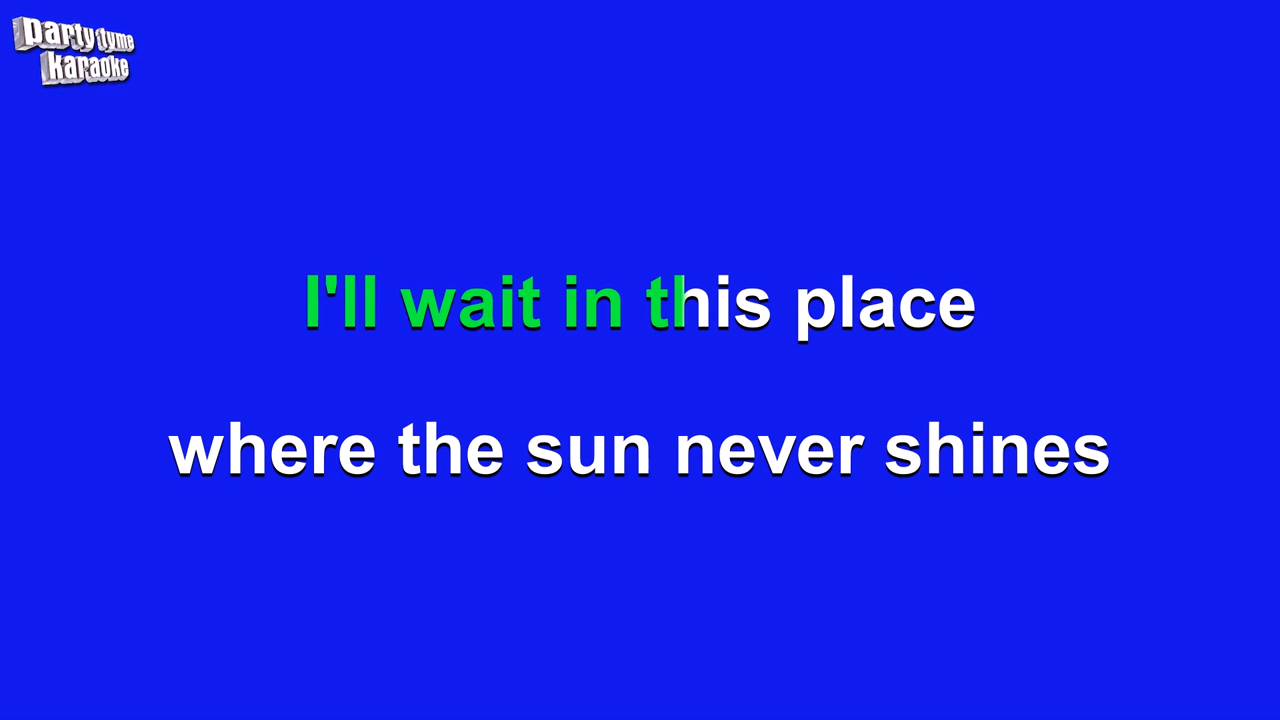 party tyme
karaoke
I'll wait in this place
where the sun never shines